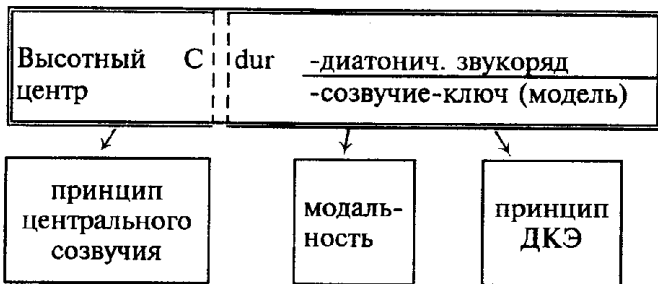 Высотный C dur -диатонич. звукоряд
центр -созвучие-ключ (модель)
принцип
центрального
созвучия
модаль-
ность
принцип
ДКЭ